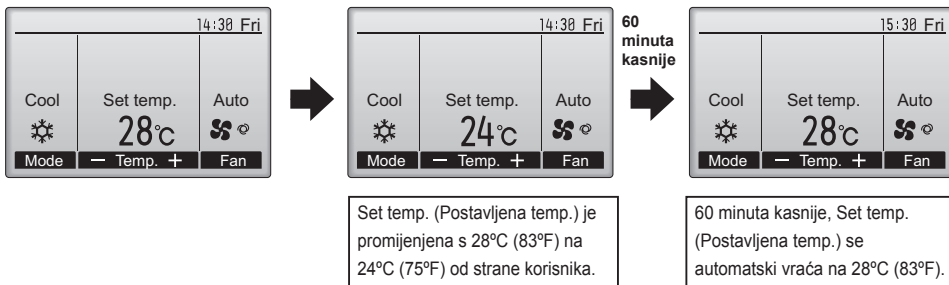 14:30 Fri
Cool Set temp. Auto
28°C
Mode − Temp. + Fan
14:30 Fri
Cool Set temp. Auto
24°C
Mode − Temp. + Fan
60
minuta
kasnije
15:30 Fri
Cool Set temp. Auto
28°C
Mode − Temp. + Fan
Set temp. (Postavljena temp.) je
promijenjena s 28ºC (83ºF) na
24ºC (75ºF) od strane korisnika.
60 minuta kasnije, Set temp.
(Postavljena temp.) se
automatski vraća na 28ºC (83ºF).